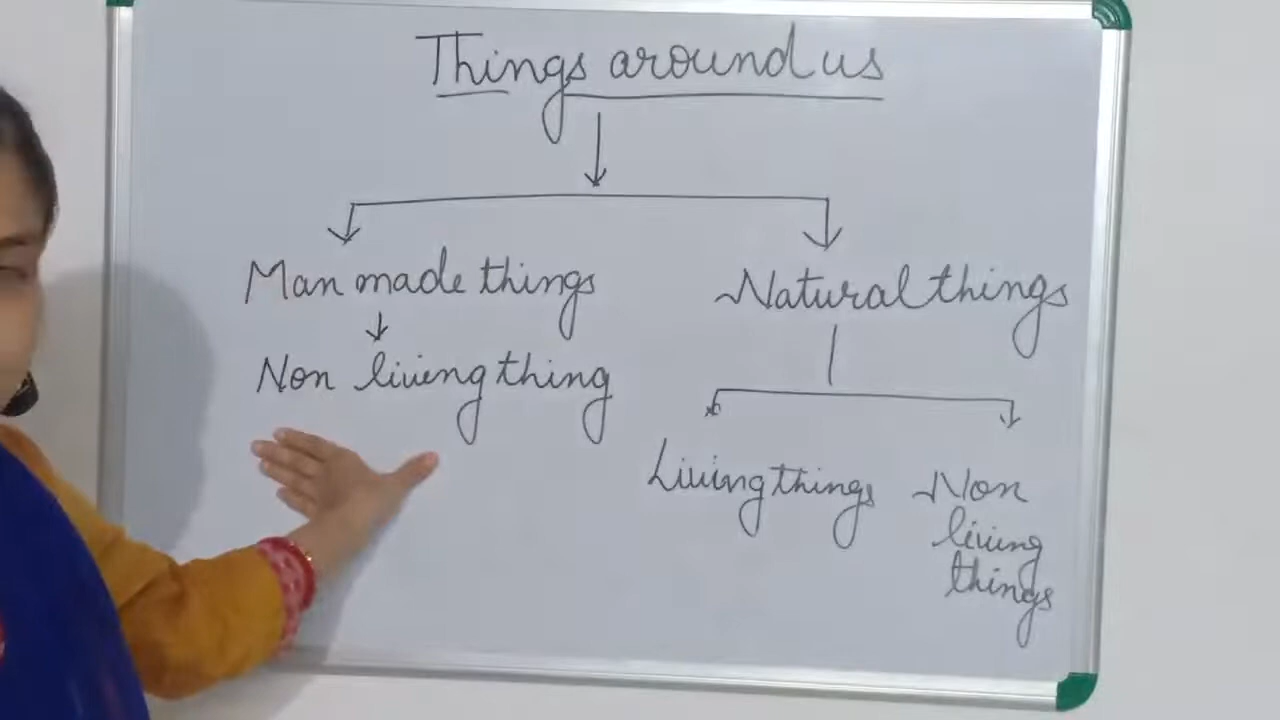 Things around us
Man made things
Natural things
Non living thing
Living things
Non
living
things